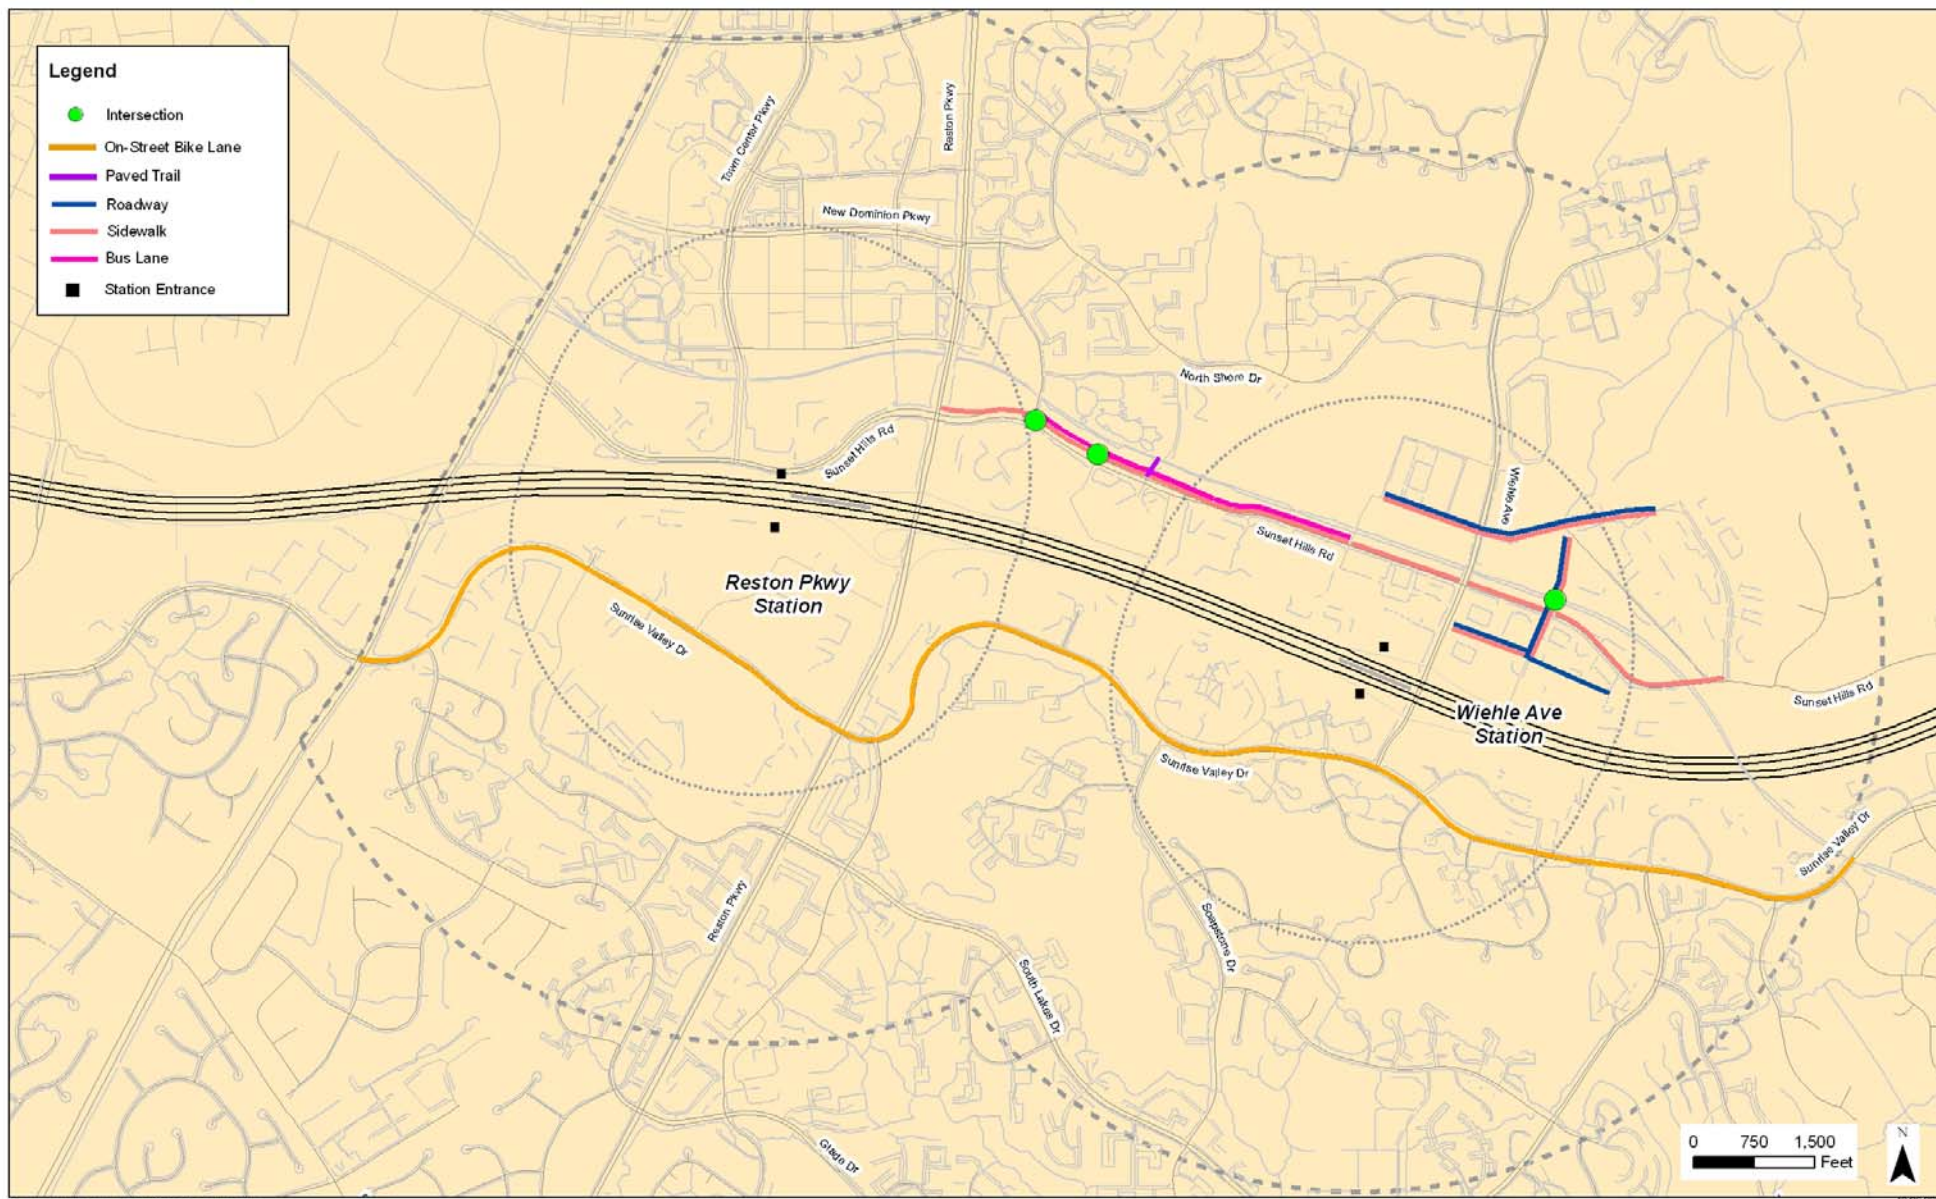 Legend
Intersection
On-Street Bike Lane
Paved Trail
Roadway
Sidewalk
Bus Lane
Station Entrance
Town Center Pkwy
Reston Pkwy
New Dominion Pkwy
North Shore Dr
Sunset Hills Rd
Wiehle Ave
Sunset Hills Rd
Reston Pkwy
Station
Sunrise Valley Dr
Sunset Hills Rd
Wiehle Ave
Station
Sunrise Valley Dr
Sunrise Valley Dr
Reston Pkwy
Soapstone Dr
South Lakes Dr
Glade Dr
0 750 1,500
Feet
N